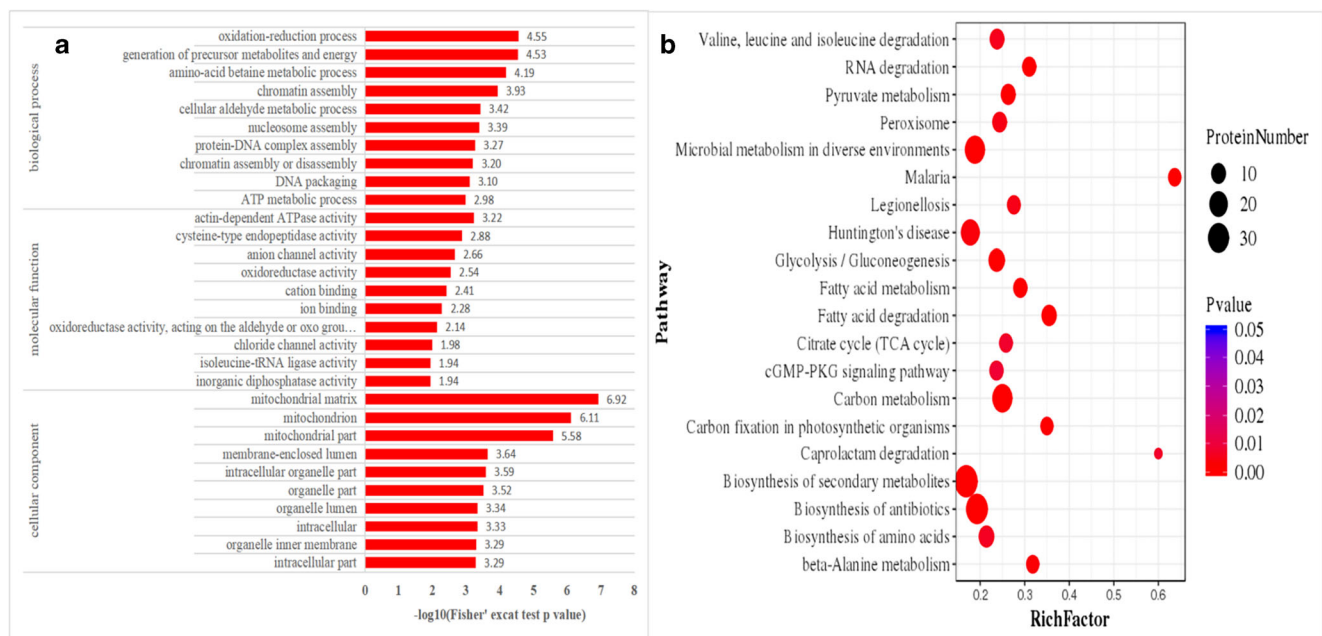 a
biological process
oxidation-reduction process 4.55
generation of precursor metabolites and energy 4.53
amino-acid betaine metabolic process 4.19
chromatin assembly 3.93
cellular aldehyde metabolic process 3.42
nucleosome assembly 3.39
protein-DNA complex assembly 3.27
chromatin assembly or disassembly 3.20
DNA packaging 3.10
ATP metabolic process 2.98
molecular function
actin-dependent ATPase activity 3.22
cysteine-type endopeptidase activity 2.88
anion channel activity 2.66
oxidoreductase activity 2.54
cation binding 2.41
ion binding 2.28
oxidoreductase activity, acting on the aldehyde or oxo grou… 2.14
chloride channel activity 1.98
isoleucine-tRNA ligase activity 1.94
inorganic diphosphatase activity 1.94
cellular component
mitochondrial matrix 6.92
mitochondrion 6.11
mitochondrial part 5.58
membrane-enclosed lumen 3.64
intracellular organelle part 3.59
organelle part 3.52
organelle lumen 3.34
intracellular 3.33
organelle inner membrane 3.29
intracellular part 3.29
0 1 2 3 4 5 6 7 8
-log10(Fisher' excat test p value)
b
Pathway
Valine, leucine and isoleucine degradation
RNA degradation
Pyruvate metabolism
Peroxisome
Microbial metabolism in diverse environments
Malaria
Legionellosis
Huntington's disease
Glycolysis / Gluconeogenesis
Fatty acid metabolism
Fatty acid degradation
Citrate cycle (TCA cycle)
cGMP-PKG signaling pathway
Carbon metabolism
Carbon fixation in photosynthetic organisms
Caprolactam degradation
Biosynthesis of secondary metabolites
Biosynthesis of antibiotics
Biosynthesis of amino acids
beta-Alanine metabolism
0.2 0.3 0.4 0.5 0.6
RichFactor
ProteinNumber
10
20
30
Pvalue
0.05
0.04
0.03
0.02
0.01
0.00